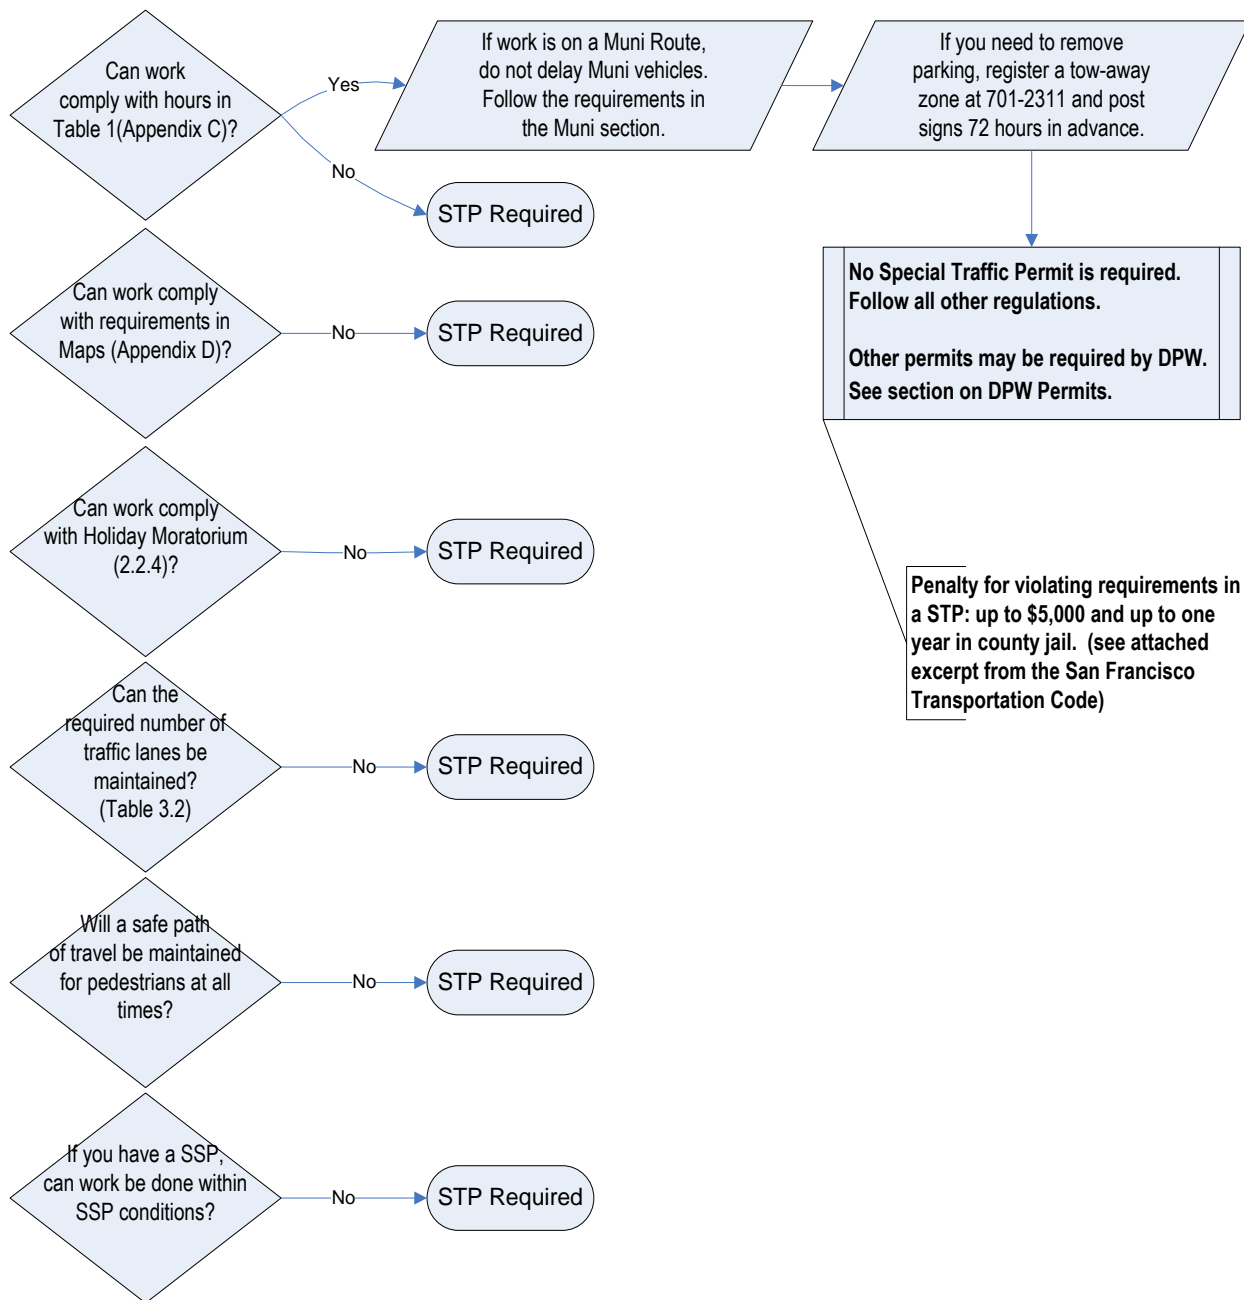 Can work
comply with hours in
Table 1(Appendix C)?
Yes
If work is on a Muni Route,
do not delay Muni vehicles.
Follow the requirements in
the Muni section.
If you need to remove
parking, register a tow-away
zone at 701-2311 and post
signs 72 hours in advance.
No
STP Required
No Special Traffic Permit is required.
Follow all other regulations.
Other permits may be required by DPW.
See section on DPW Permits.
Can work comply
with requirements in
Maps (Appendix D)?
No
STP Required
Can work comply
with Holiday Moratorium
(2.2.4)?
No
STP Required
Penalty for violating requirements in
a STP: up to $5,000 and up to one
year in county jail.  (see attached
excerpt from the San Francisco
Transportation Code)
Can the
required number of
traffic lanes be
maintained?
(Table 3.2)
No
STP Required
Will a safe path
of travel be maintained
for pedestrians at all
times?
No
STP Required
If you have a SSP,
can work be done within
SSP conditions?
No
STP Required